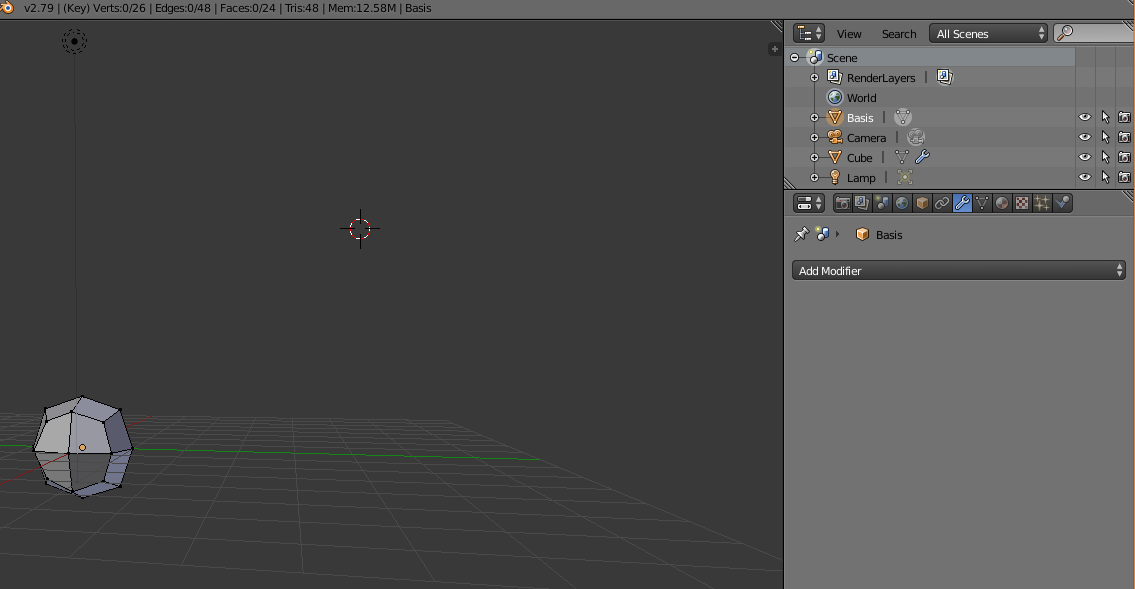 v2.79 | (Key) Verts:0/26 | Edges:0/48 | Faces:0/24 | Tris:48 | Mem:12.58M | Basis
View Search All Scenes
Scene
RenderLayers |
World
Basis |
Camera |
Cube |
Lamp |
Basis
Add Modifier